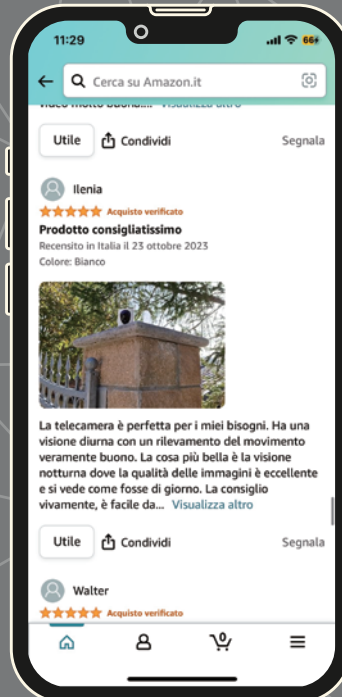 11:29
66
Cerca su Amazon.it
video molto buona.... Visualizza altro
Utile
Condividi
Segnala
Ilenia
Acquisto verificato
Prodotto consigliatissimo
Recensito in Italia il 23 ottobre 2023
Colore: Bianco
La telecamera è perfetta per i miei bisogni. Ha una
visione diurna con un rilevamento del movimento
veramente buono. La cosa più bella è la visione
notturna dove la qualità delle immagini è eccellente
e si vede come fosse di giorno. La consiglio
vivamente, è facile da... Visualizza altro
Utile
Condividi
Segnala
Walter
Acquisto verificato
0